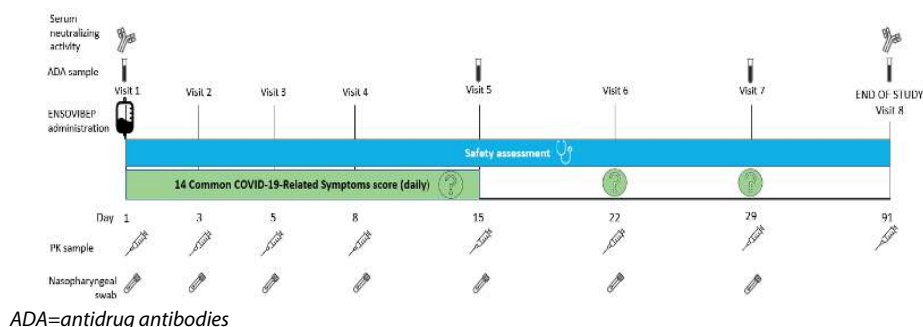 Serum
neutralizing
activity
ADA sample
Visit 1
Visit 2
Visit 3
Visit 4
Visit 5
Visit 6
Visit 7
END OF STUDY
Visit 8
ENSOVIBEP
administration
Safety assessment
14 Common COVID-19-Related Symptoms score (daily)
?
?
?
Day 1 3 5 8 15 22 29 91
PK sample
Nasopharyngeal
swab
ADA=antidrug antibodies